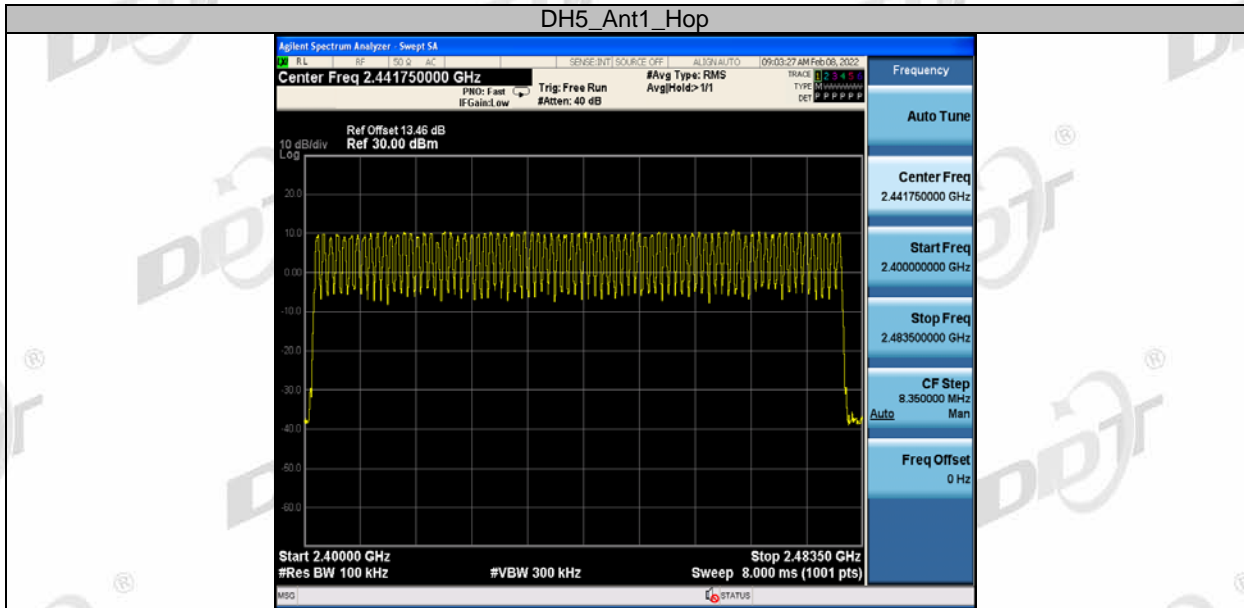 DH5_Ant1_Hop
Agilent Spectrum Analyzer - Swept SA
RL RF 50 Ω AC SENSE:INT SOURCE OFF ALIGN AUTO 09:03:27 AM Feb 08, 2022
Center Freq 2.441750000 GHz
#Avg Type: RMS
TRACE 1 2 3 4 5 6
PNO: Fast
Trig: Free Run
Avg|Hold:> 1/1
TYPE M
IFGain:Low
#Atten: 40 dB
DET P P P P P P
Frequency
Auto Tune
Center Freq
2.441750000 GHz
Start Freq
2.400000000 GHz
Stop Freq
2.483500000 GHz
CF Step
8.350000 MHz
Auto Man
Freq Offset
0 Hz
Ref Offset 13.46 dB
10 dB/div Ref 30.00 dBm
Log
20.0
10.0
0.00
-10.0
-20.0
-30.0
-40.0
-50.0
-60.0
Start 2.40000 GHz Stop 2.48350 GHz
#Res BW 100 kHz #VBW 300 kHz Sweep 8.000 ms (1001 pts)
MSG STATUS